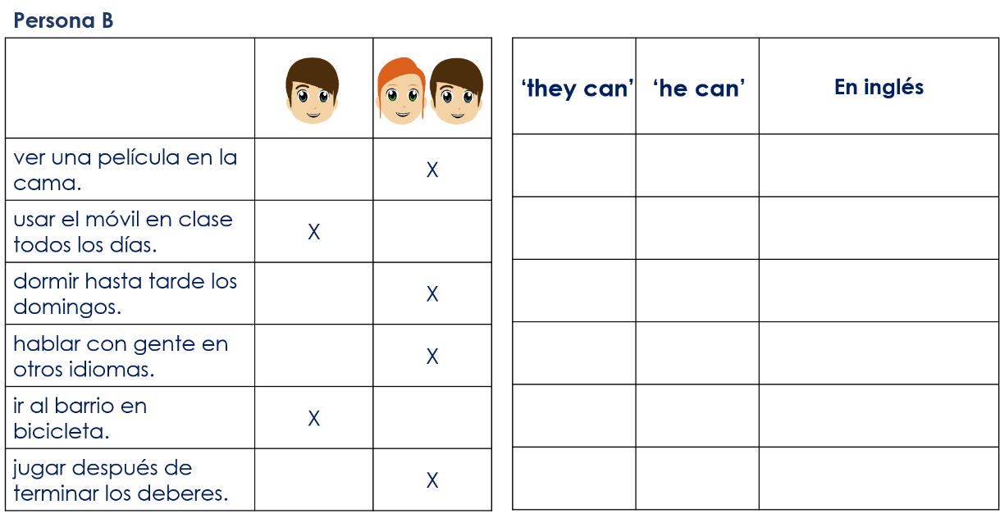 Persona B
‘they can’ ‘he can’ En inglés
ver una película en la
cama.
X
usar el móvil en clase
todos los días.
X
dormir hasta tarde los
domingos.
X
hablar con gente en
otros idiomas.
X
ir al barrio en
bicicleta.
X
jugar después de
terminar los deberes.
X